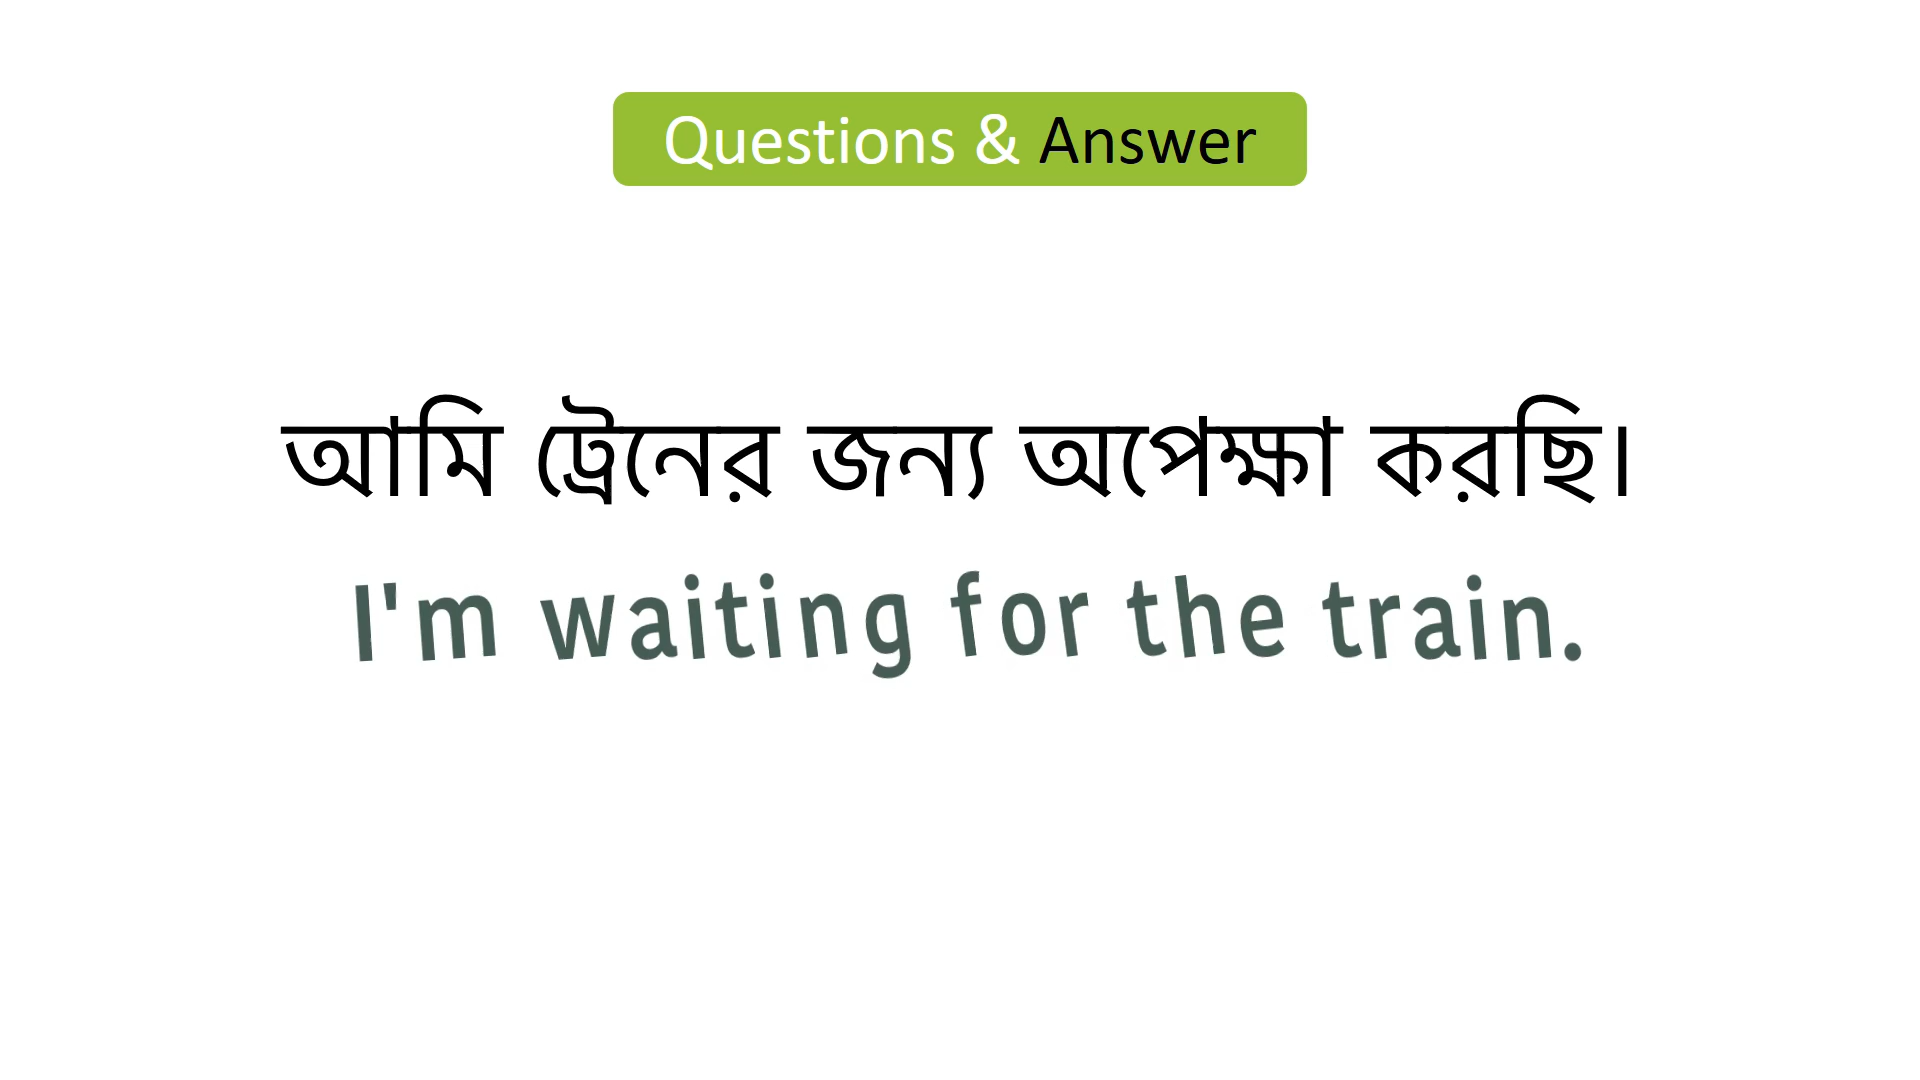 Questions & Answer
আমি ট্রেনের জন্য অপেক্ষা করছি।
I'm waiting for the train.